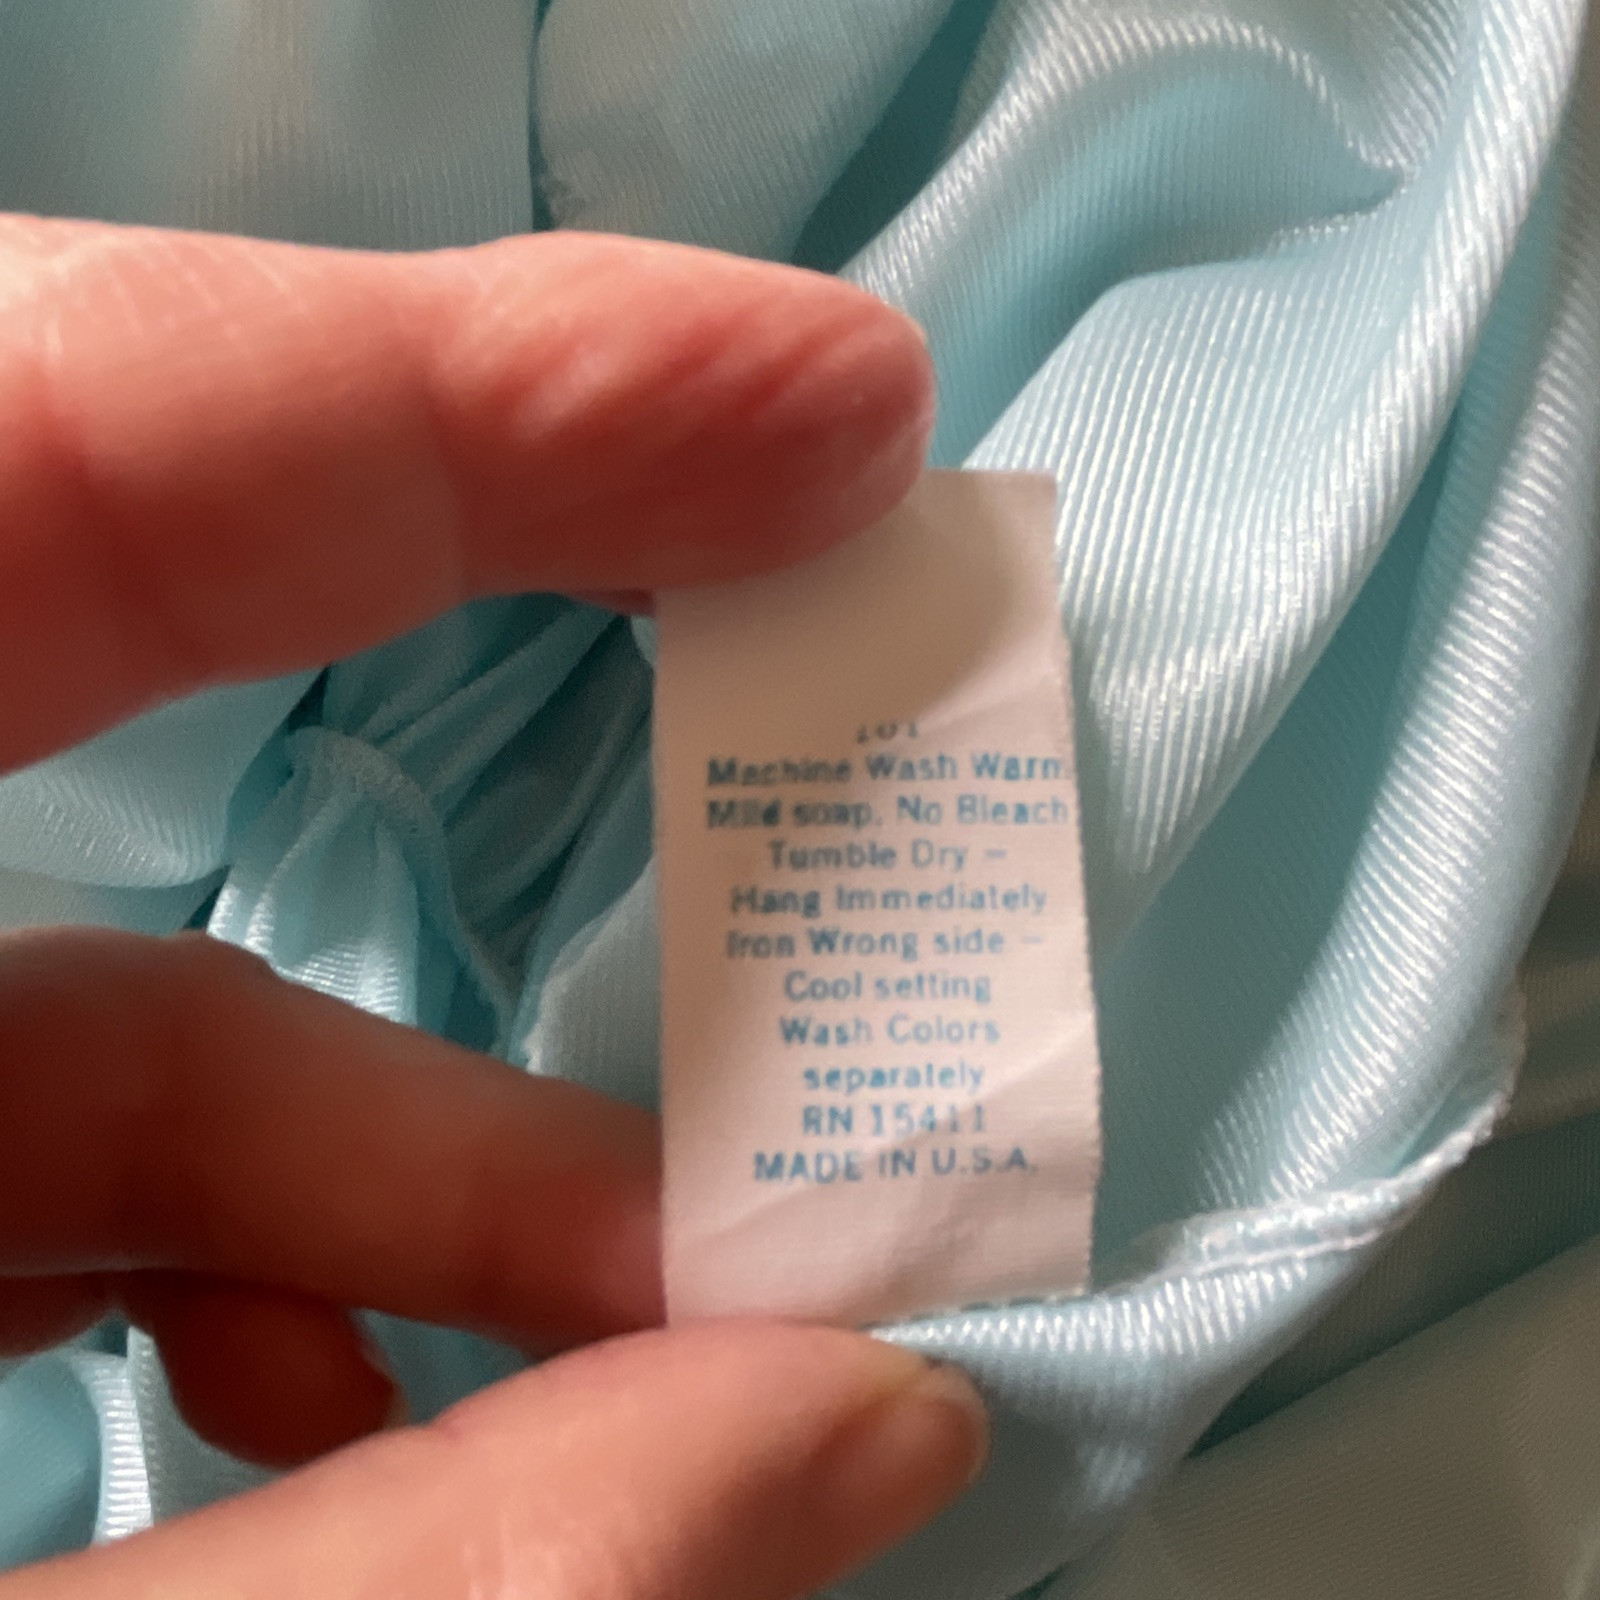 Machine Wash Warm
Mild soap, No Bleach
Tumble Dry –
Hang Immediately
Iron Wrong side –
Cool setting
Wash Colors
separately
RN 15411
MADE IN U.S.A.